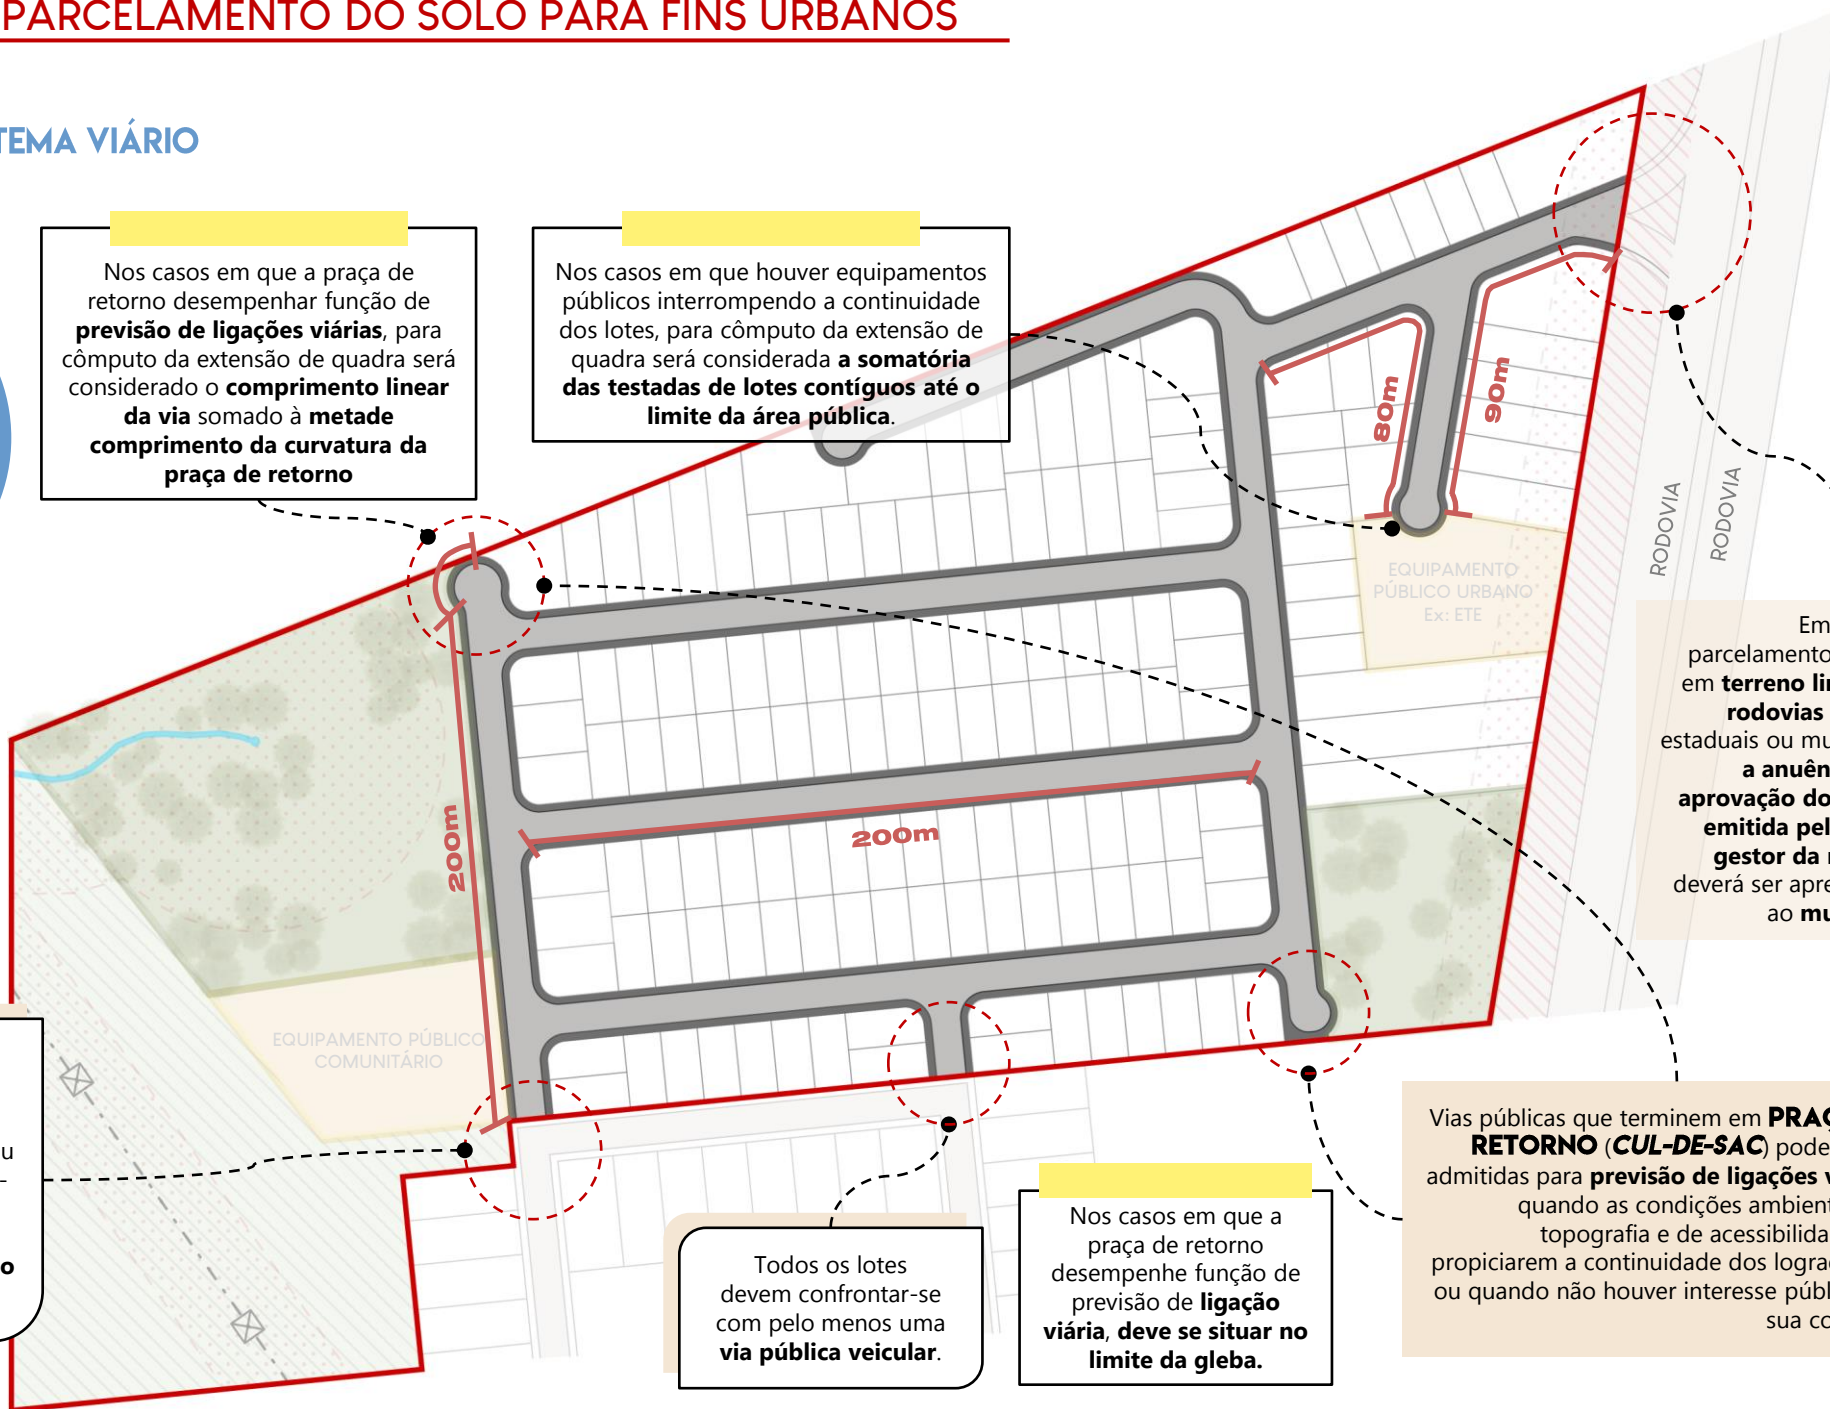 PARCELAMENTO DO SOLO PARA FINS URBANOS
TEMA VIÁRIO
Nos casos em que a praça de
retorno desempenhar função de
previsão de ligações viárias, para
cômputo da extensão de quadra será
considerado o comprimento linear
da via somado à metade
comprimento da curvatura da
praça de retorno
Nos casos em que houver equipamentos
públicos interrompendo a continuidade
dos lotes, para cômputo da extensão de
quadra será considerada a somatória
das testadas de lotes contíguos até o
limite da área pública.
80m
90m
RODOVIA
RODOVIA
EQUIPAMENTO
PÚBLICO URBANO
Ex: ETE
Em
parcelamento
em terreno
rodovias
estaduais ou
a
aprovação do
emitida
gestor da
deverá ser
ao
200m
200m
EQUIPAMENTO PÚBLICO
COMUNITÁRIO
u
-
o
Todos os lotes
devem confrontar-se
com pelo menos uma
via pública veicular.
Nos casos em que a
praça de retorno
desempenhe função de
previsão de ligação
viária, deve se situar no
limite da gleba.
Vias públicas que terminem em
RETORNO (CUL-DE-SAC)
admitidas para previsão de ligações
quando as condições
topografia e de
propiciarem a continuidade dos
ou quando não houver interesse
sua